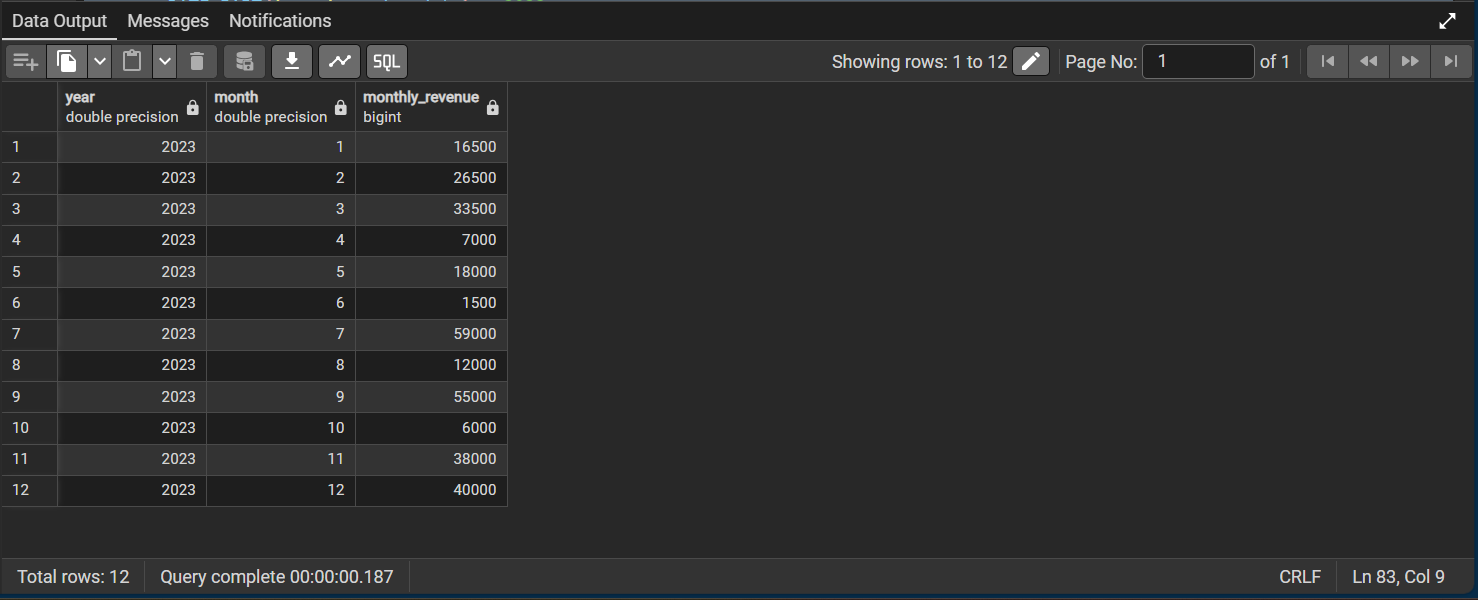 Data Output Messages Notifications
SQL Showing rows: 1 to 12 Page No: 1 of 1
year month monthly_revenue
double precision double precision bigint
1 2023 1 16500
2 2023 2 26500
3 2023 3 33500
4 2023 4 7000
5 2023 5 18000
6 2023 6 1500
7 2023 7 59000
8 2023 8 12000
9 2023 9 55000
10 2023 10 6000
11 2023 11 38000
12 2023 12 40000
Total rows: 12 Query complete 00:00:00.187 CRLF Ln 83, Col 9